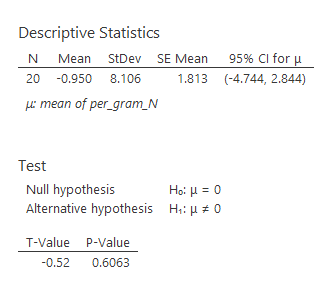 Descriptive Statistics
N Mean StDev SE Mean 95% CI for μ
20 -0.950 8.106 1.813 (-4.744, 2.844)
μ: mean of per_gram_N
Test
Null hypothesis H₀: μ = 0
Alternative hypothesis H₁: μ ≠ 0
T-Value P-Value
-0.52 0.6063